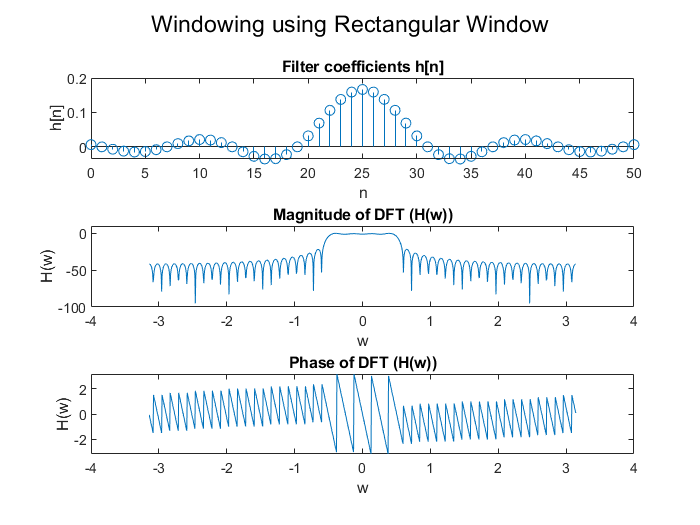 Windowing using Rectangular Window
Filter coefficients h[n]
0.2
0.1
0
h[n]
0 5 10 15 20 25 30 35 40 45 50
n
Magnitude of DFT (H(w))
0
-50
-100
H(w)
-4 -3 -2 -1 0 1 2 3 4
w
Phase of DFT (H(w))
2
0
-2
H(w)
-4 -3 -2 -1 0 1 2 3 4
w